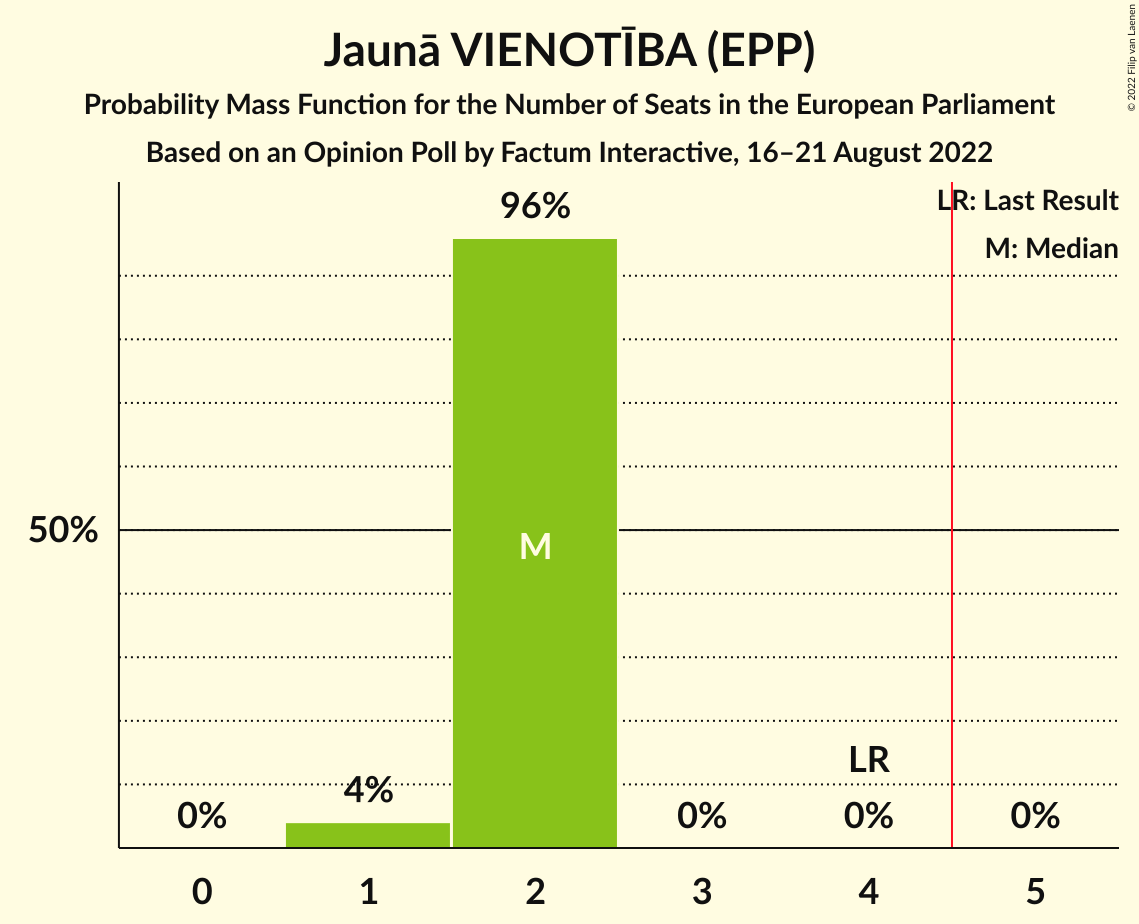 Jaunā VIENOTĪBA (EPP)
Probability Mass Function for the Number of Seats in the European Parliament
Based on an Opinion Poll by Factum Interactive, 16–21 August 2022
© 2022 Filip van Laenen
LR: Last Result
M: Median
96%
50%
M
LR
4%
0% 0% 0% 0%
0 1 2 3 4 5